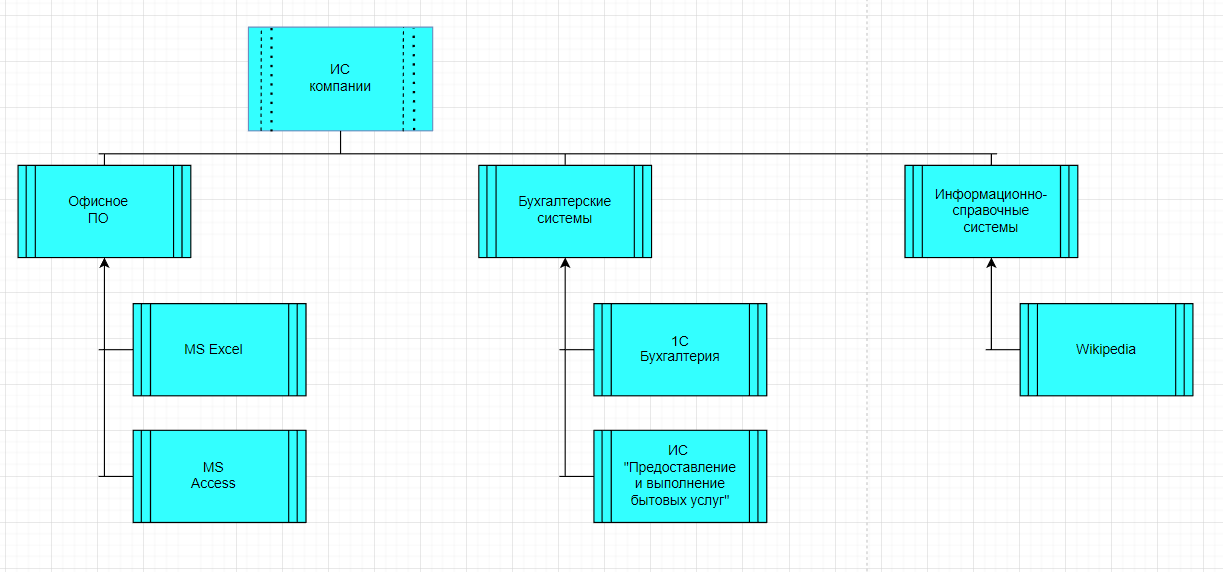 ИС
компании
Офисное
ПО
Бухгалтерские
системы
Информационно-
справочные
системы
MS Excel
1С
Бухгалтерия
Wikipedia
MS
Access
ИС
"Предоставление
и выполнение
бытовых услуг"